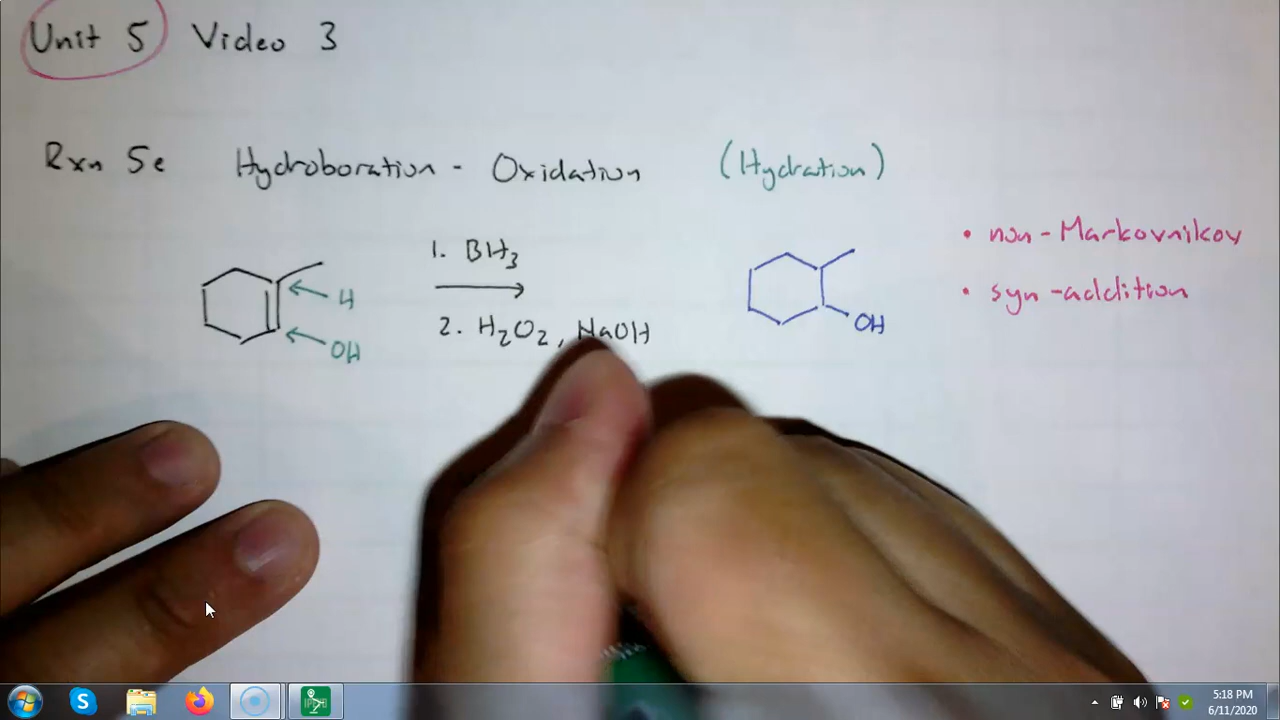 Unit 5 Video 3
Rxn 5e Hydroboration - Oxidation (Hydration)
• non-Markovnikov
• syn-addition
1. BH3
2. H2O2, NaOH
H
OH
OH
5:18 PM
6/11/2020